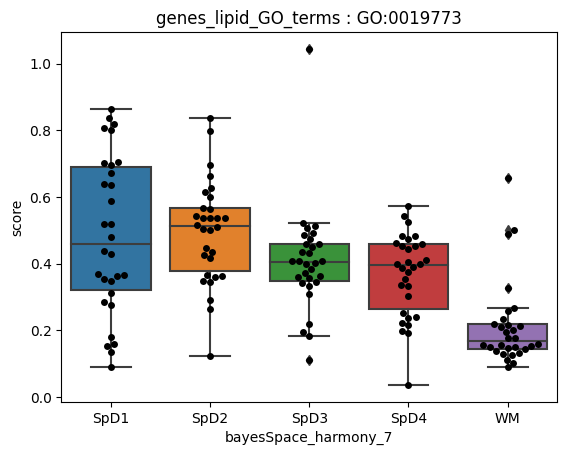 genes_lipid_GO_terms : GO:0019773
score
1.0
0.8
0.6
0.4
0.2
0.0
SpD1 SpD2 SpD3 SpD4 WM
bayesSpace_harmony_7